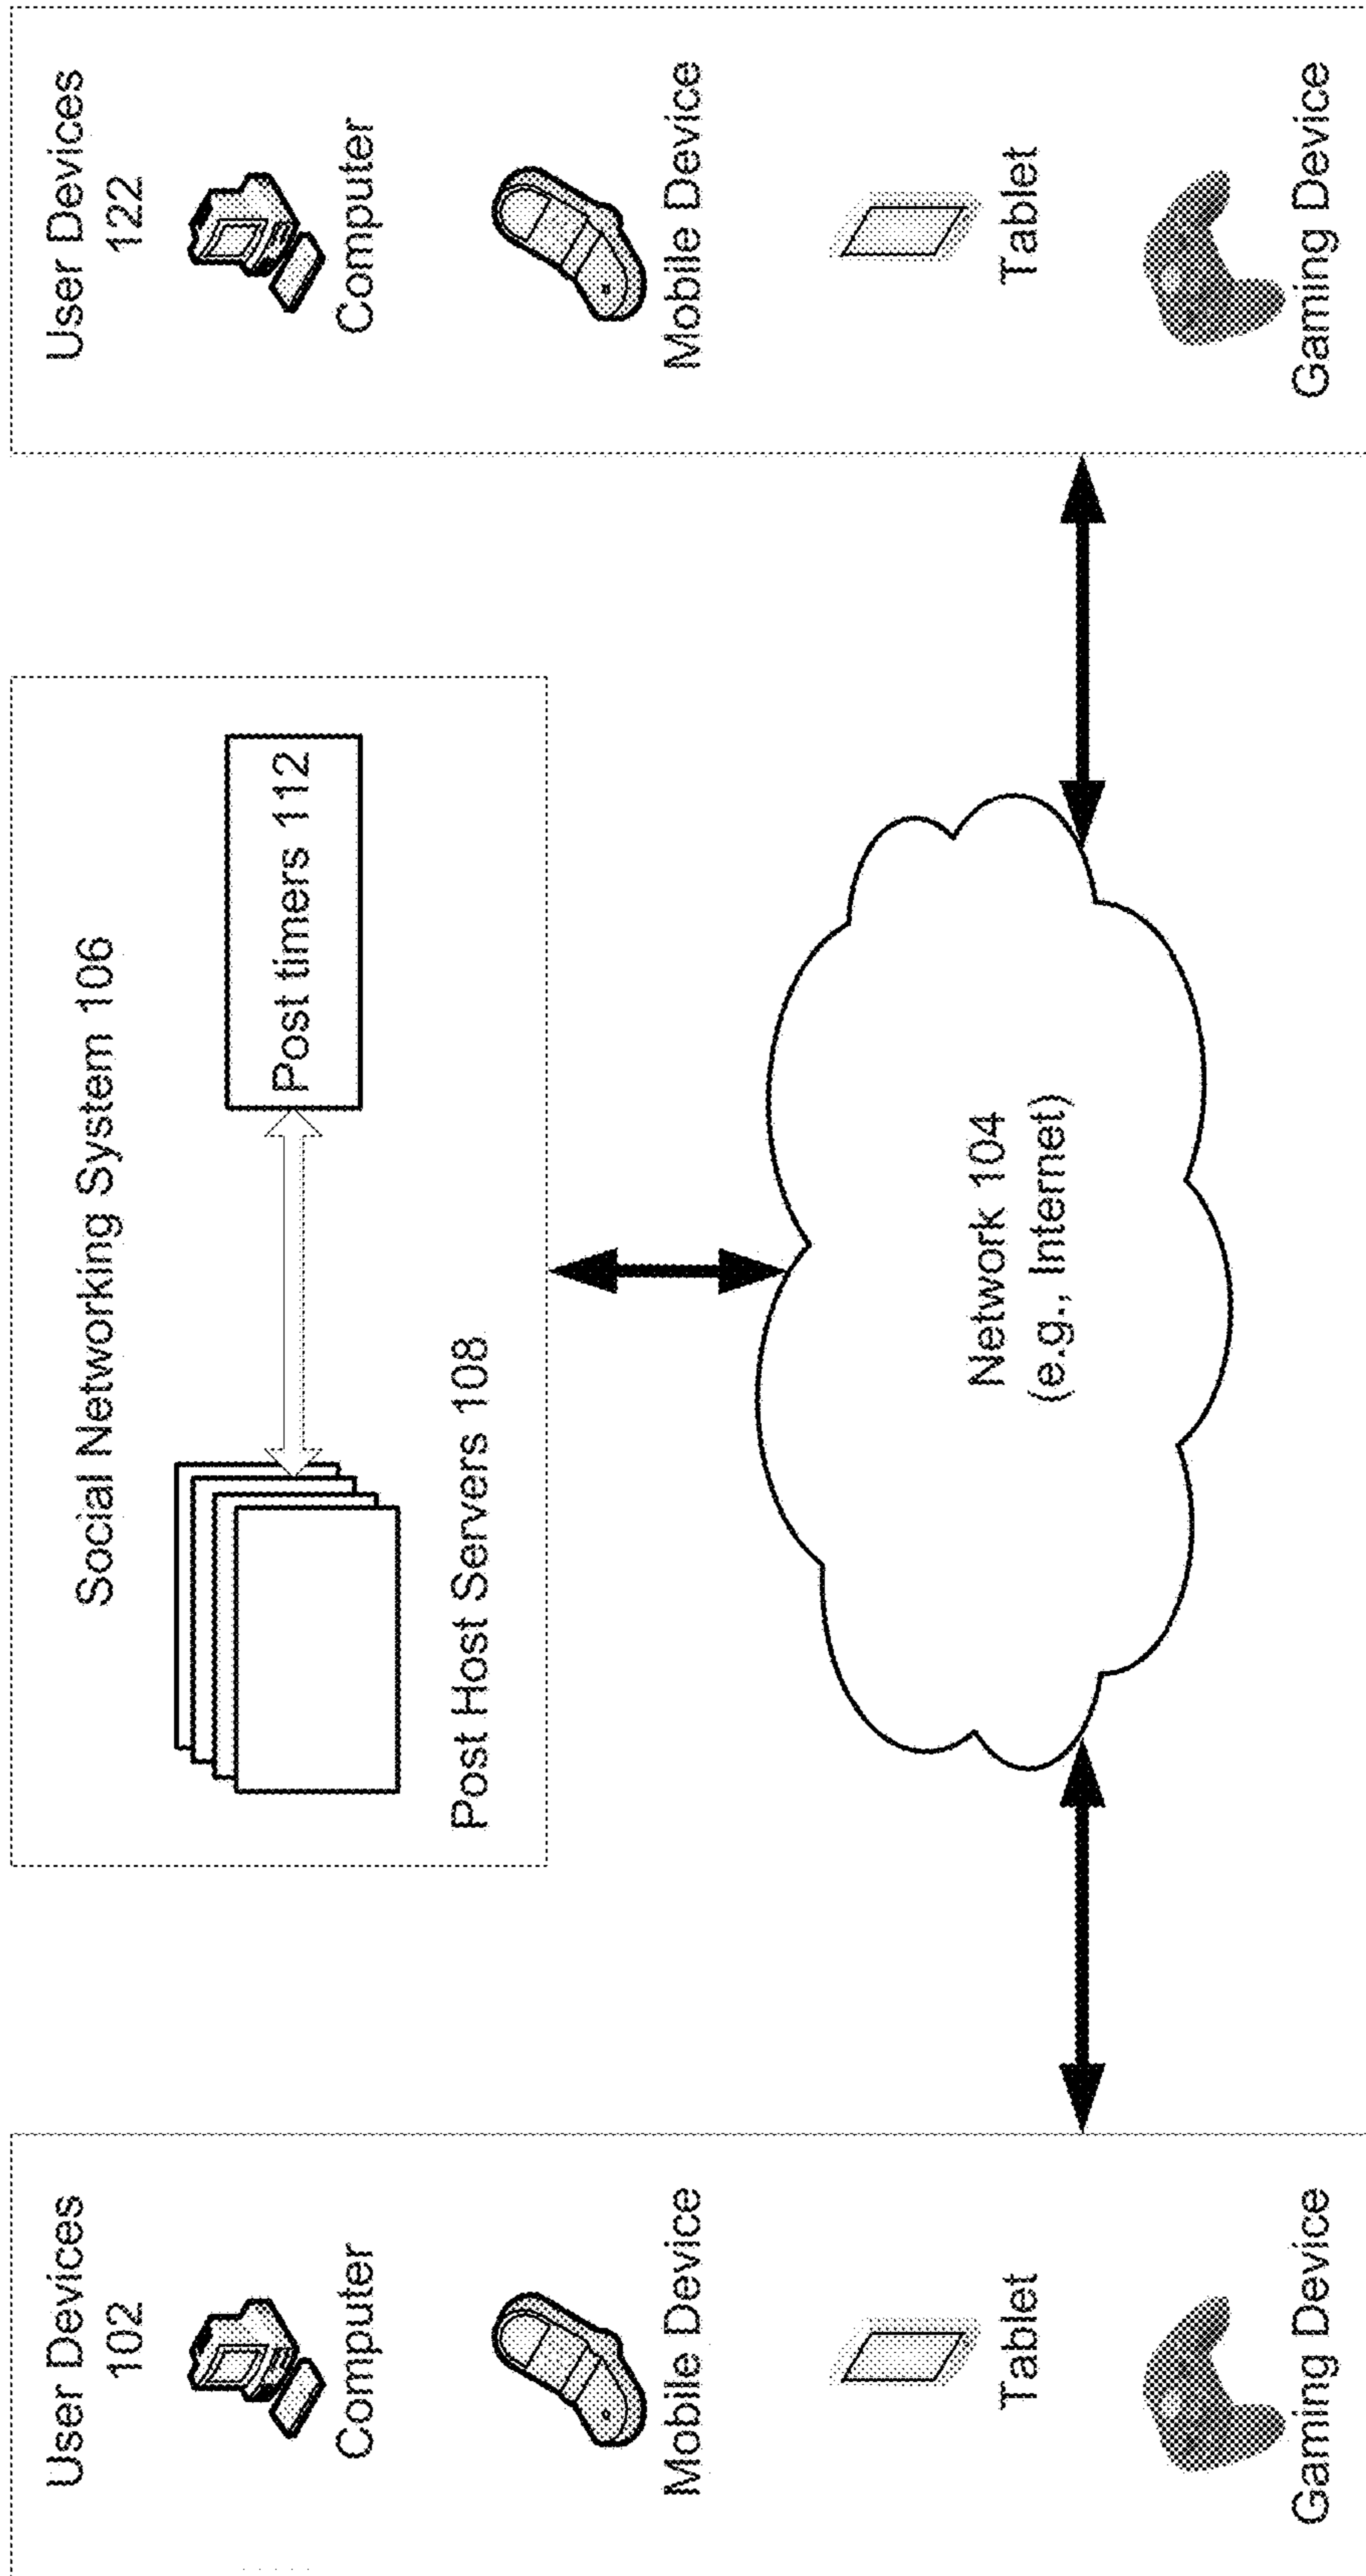 User Devices
102
Computer
Mobile Device
Tablet
Gaming Device
Social Networking System 106
Post timers 112
Post Host Servers 108
Network 104
(e.g., Internet)
User Devices
122
Computer
Mobile Device
Tablet
Gaming Device